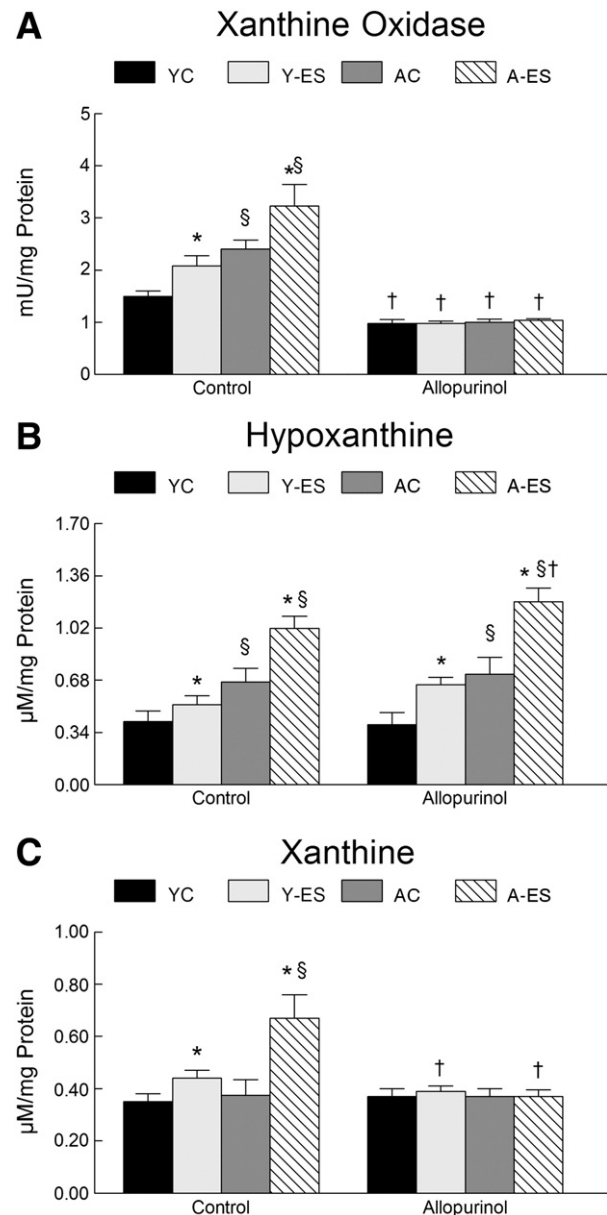 A Xanthine Oxidase
YC Y-ES AC A-ES
mU/mg Protein
5
4
3
2
1
0
* § *§
† † † †
Control Allopurinol
B Hypoxanthine
YC Y-ES AC A-ES
µM/mg Protein
1.70
1.36
1.02
0.68
0.34
0.00
* § * §
* § * §†
Control Allopurinol
C Xanthine
YC Y-ES AC A-ES
µM/mg Protein
1.00
0.80
0.60
0.40
0.20
0.00
* * §
† †
Control Allopurinol